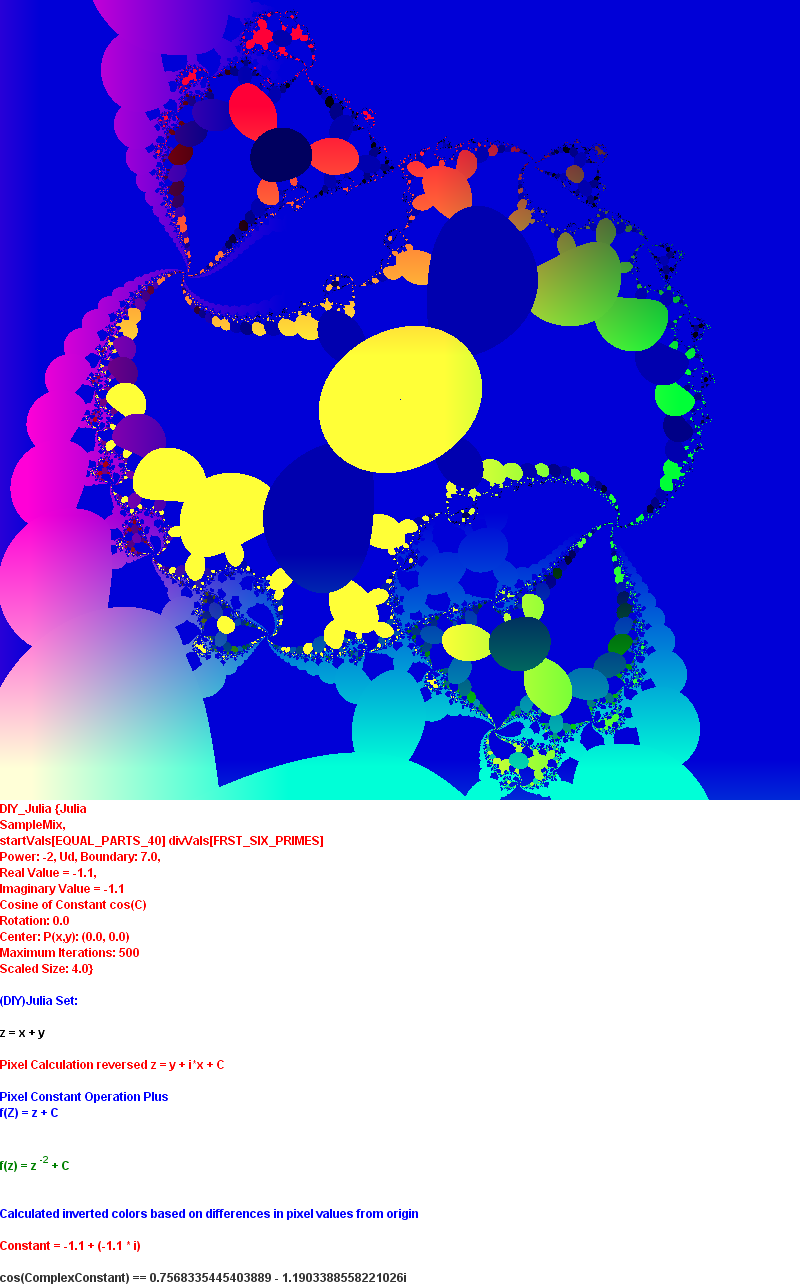 DIY_Julia {Julia
SampleMix,
startVals[EQUAL_PARTS_40] divVals[FRST_SIX_PRIMES]
Power: -2, Ud, Boundary: 7.0,
Real Value = -1.1,
Imaginary Value = -1.1
Cosine of Constant cos(C)
Rotation: 0.0
Center: P(x,y): (0.0, 0.0)
Maximum Iterations: 500
Scaled Size: 4.0}
(DIY)Julia Set:
z = x + y
Pixel Calculation reversed z = y + i*x + C
Pixel Constant Operation Plus
f(Z) = z + C
f(z) = z -2 + C
Calculated inverted colors based on differences in pixel values from origin
Constant = -1.1 + (-1.1 * i)
cos(ComplexConstant) == 0.7568335445403889 - 1.1903388558221026i